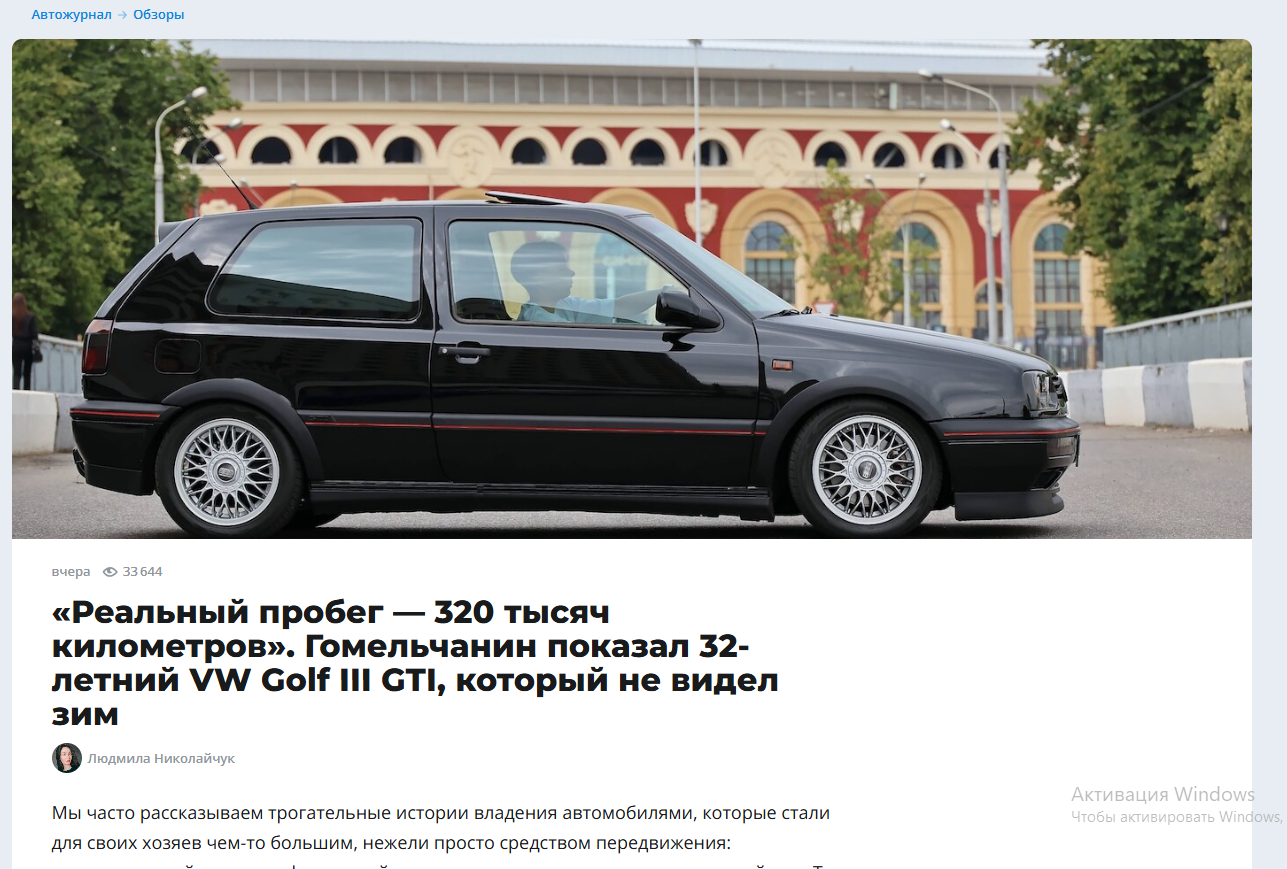 Автожурнал → Обзоры
вчера 33 644
«Реальный пробег — 320 тысяч
километров». Гомельчанин показал 32-
летний VW Golf III GTI, который не видел
зим
Людмила Николайчук
Мы часто рассказываем трогательные истории владения автомобилями, которые стали
для своих хозяев чем-то большим, нежели просто средством передвижения:
Активация Windows
Чтобы активировать Windows,